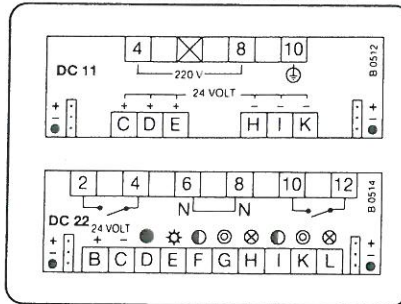 4 8 10
DC 11
220 V
B 0512
24 VOLT
+ + + + − − − +
− −
C D E H I K
2 4 6 8 10 12
N N
DC 22
B 0514
24 VOLT
+ + − +
− −
B C D E F G H I K L